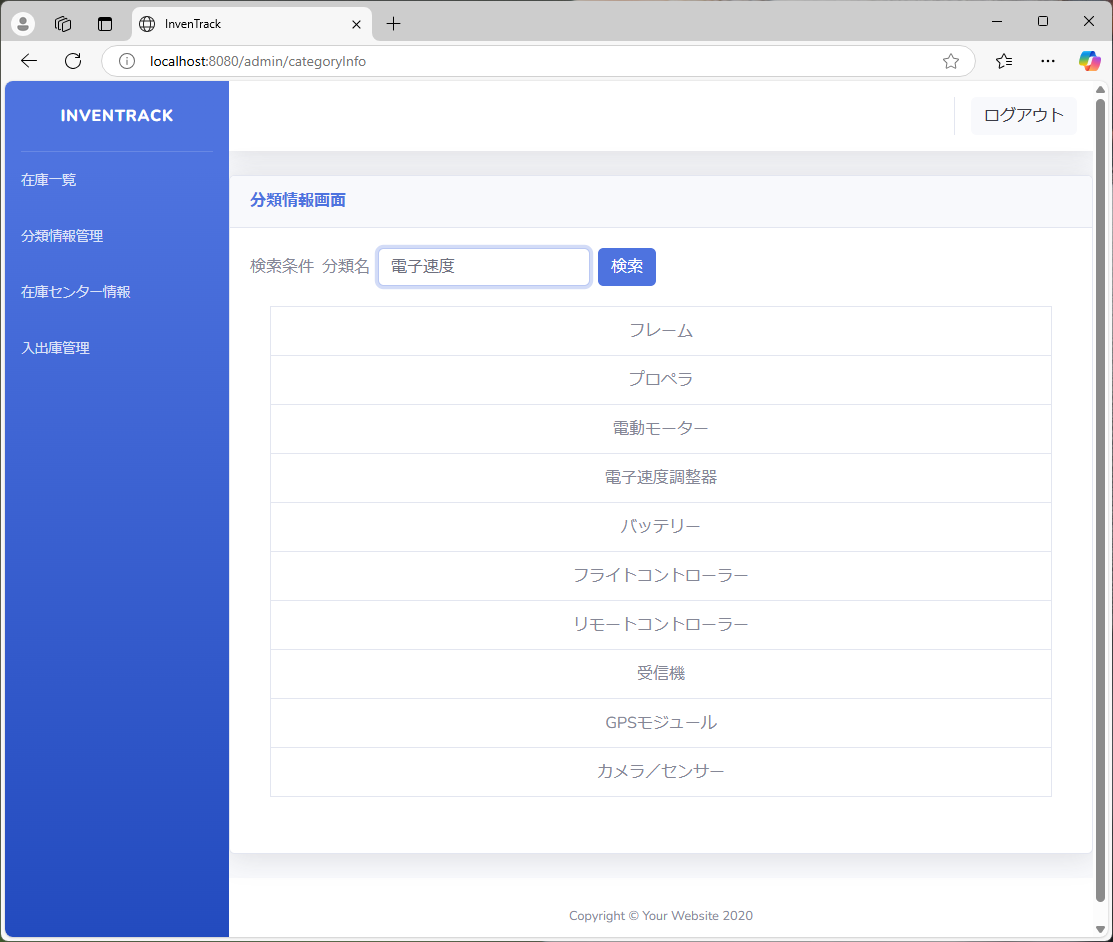 InvenTrack
localhost:8080/admin/categoryInfo
INVENTRACK
在庫一覧
分類情報管理
在庫センター情報
入出庫管理
ログアウト
分類情報画面
検索条件 分類名 電子速度 検索
フレーム
プロペラ
電動モーター
電子速度調整器
バッテリー
フライトコントローラー
リモートコントローラー
受信機
GPSモジュール
カメラ／センサー
Copyright © Your Website 2020